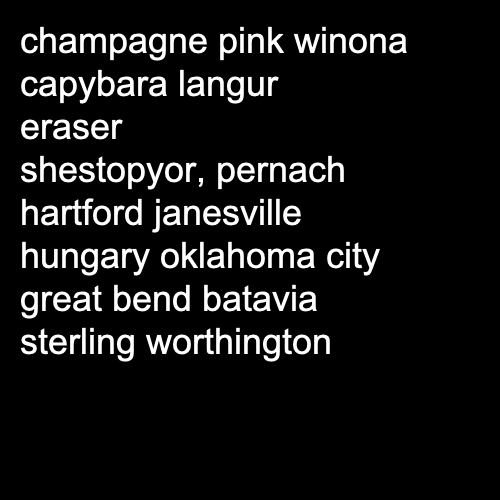 champagne pink winona
capybara langur
eraser
shestopyor, pernach
hartford janesville
hungary oklahoma city
great bend batavia
sterling worthington